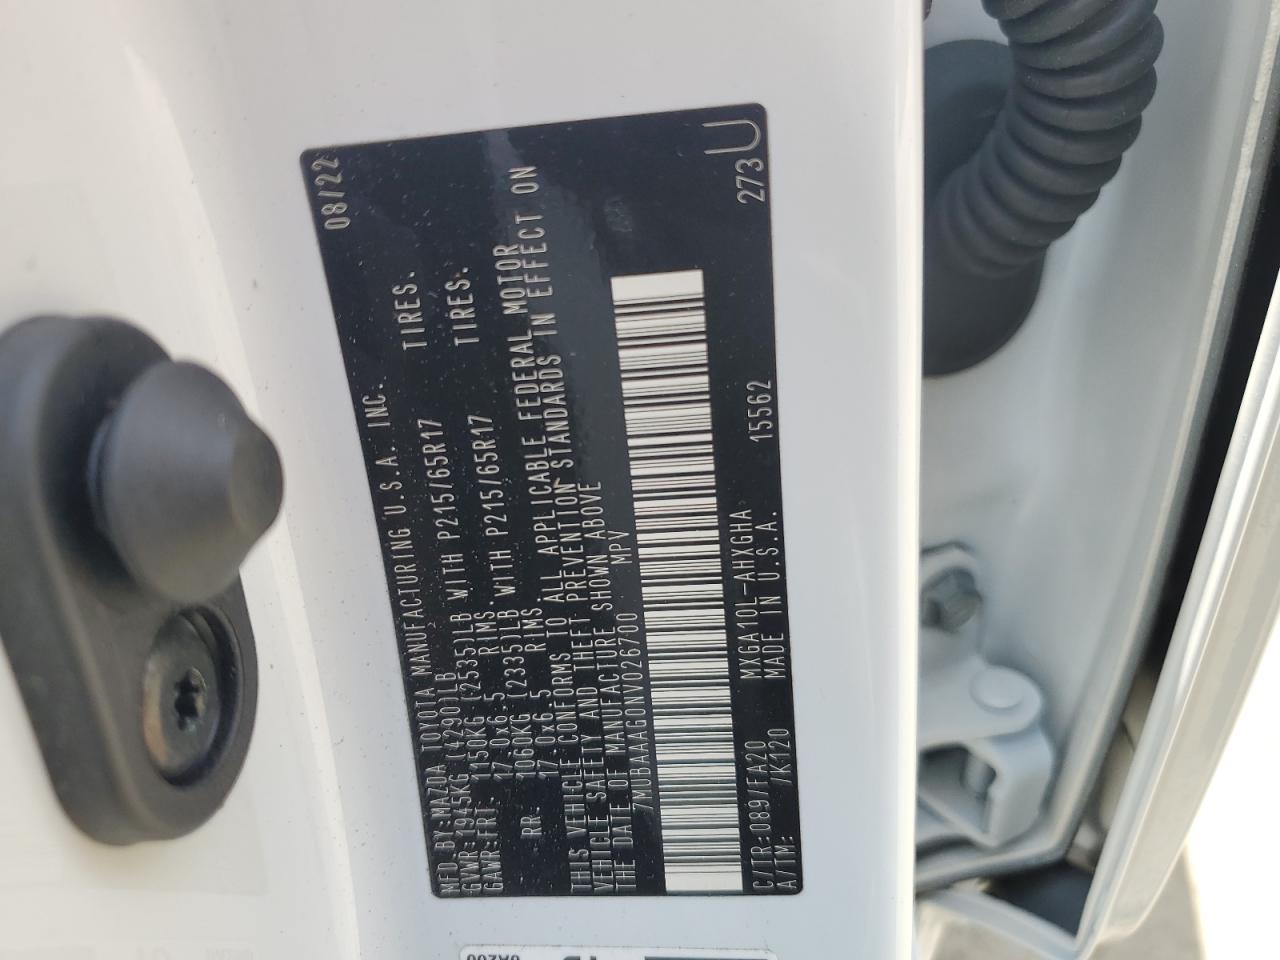 MFD BY:MAZDA TOYOTA MANUFACTURING U.S.A. INC. 08/22
GVWR:1945KG (4290)LB
GAWR:FRT. 1150KG (2535)LB WITH P215/65R17 TIRES.
17.0x6.5 RIMS.
RR. 1060KG (2335)LB WITH P215/65R17 TIRES.
17.0x6.5 RIMS
THIS VEHICLE CONFORMS TO ALL APPLICABLE FEDERAL MOTOR
VEHICLE SAFETY AND THEFT PREVENTION STANDARDS IN EFFECT ON
THE DATE OF MANUFACTURE SHOWN ABOVE
7MUBAAAG0NV026700 MPV
C/TR:089/FA20 MXGA10L-AHXGHA 15562 273U
A/TM: /K120 MADE IN U.S.A.